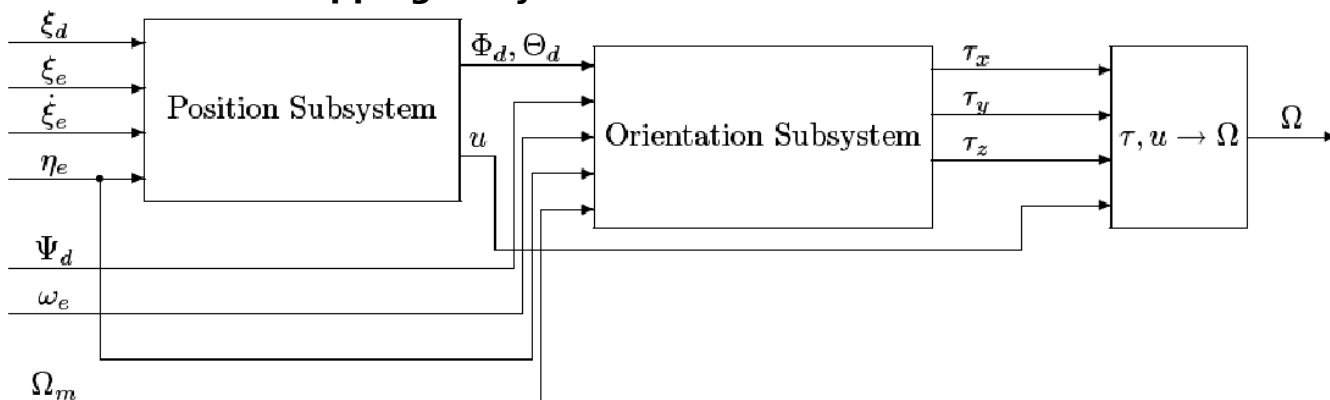 ξ_d
ξ_e
ξ̇_e
η_e
Ψ_d
ω_e
Ω_m
Position Subsystem
Φ_d, Θ_d
u
Orientation Subsystem
τ_x
τ_y
τ_z
τ, u → Ω
Ω